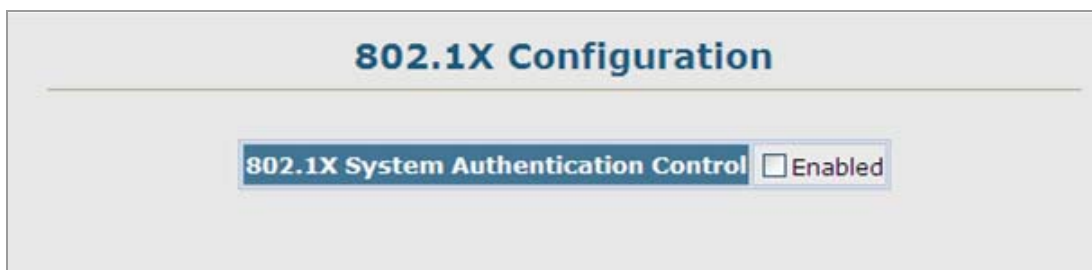 802.1X Configuration
802.1X System Authentication Control Enabled